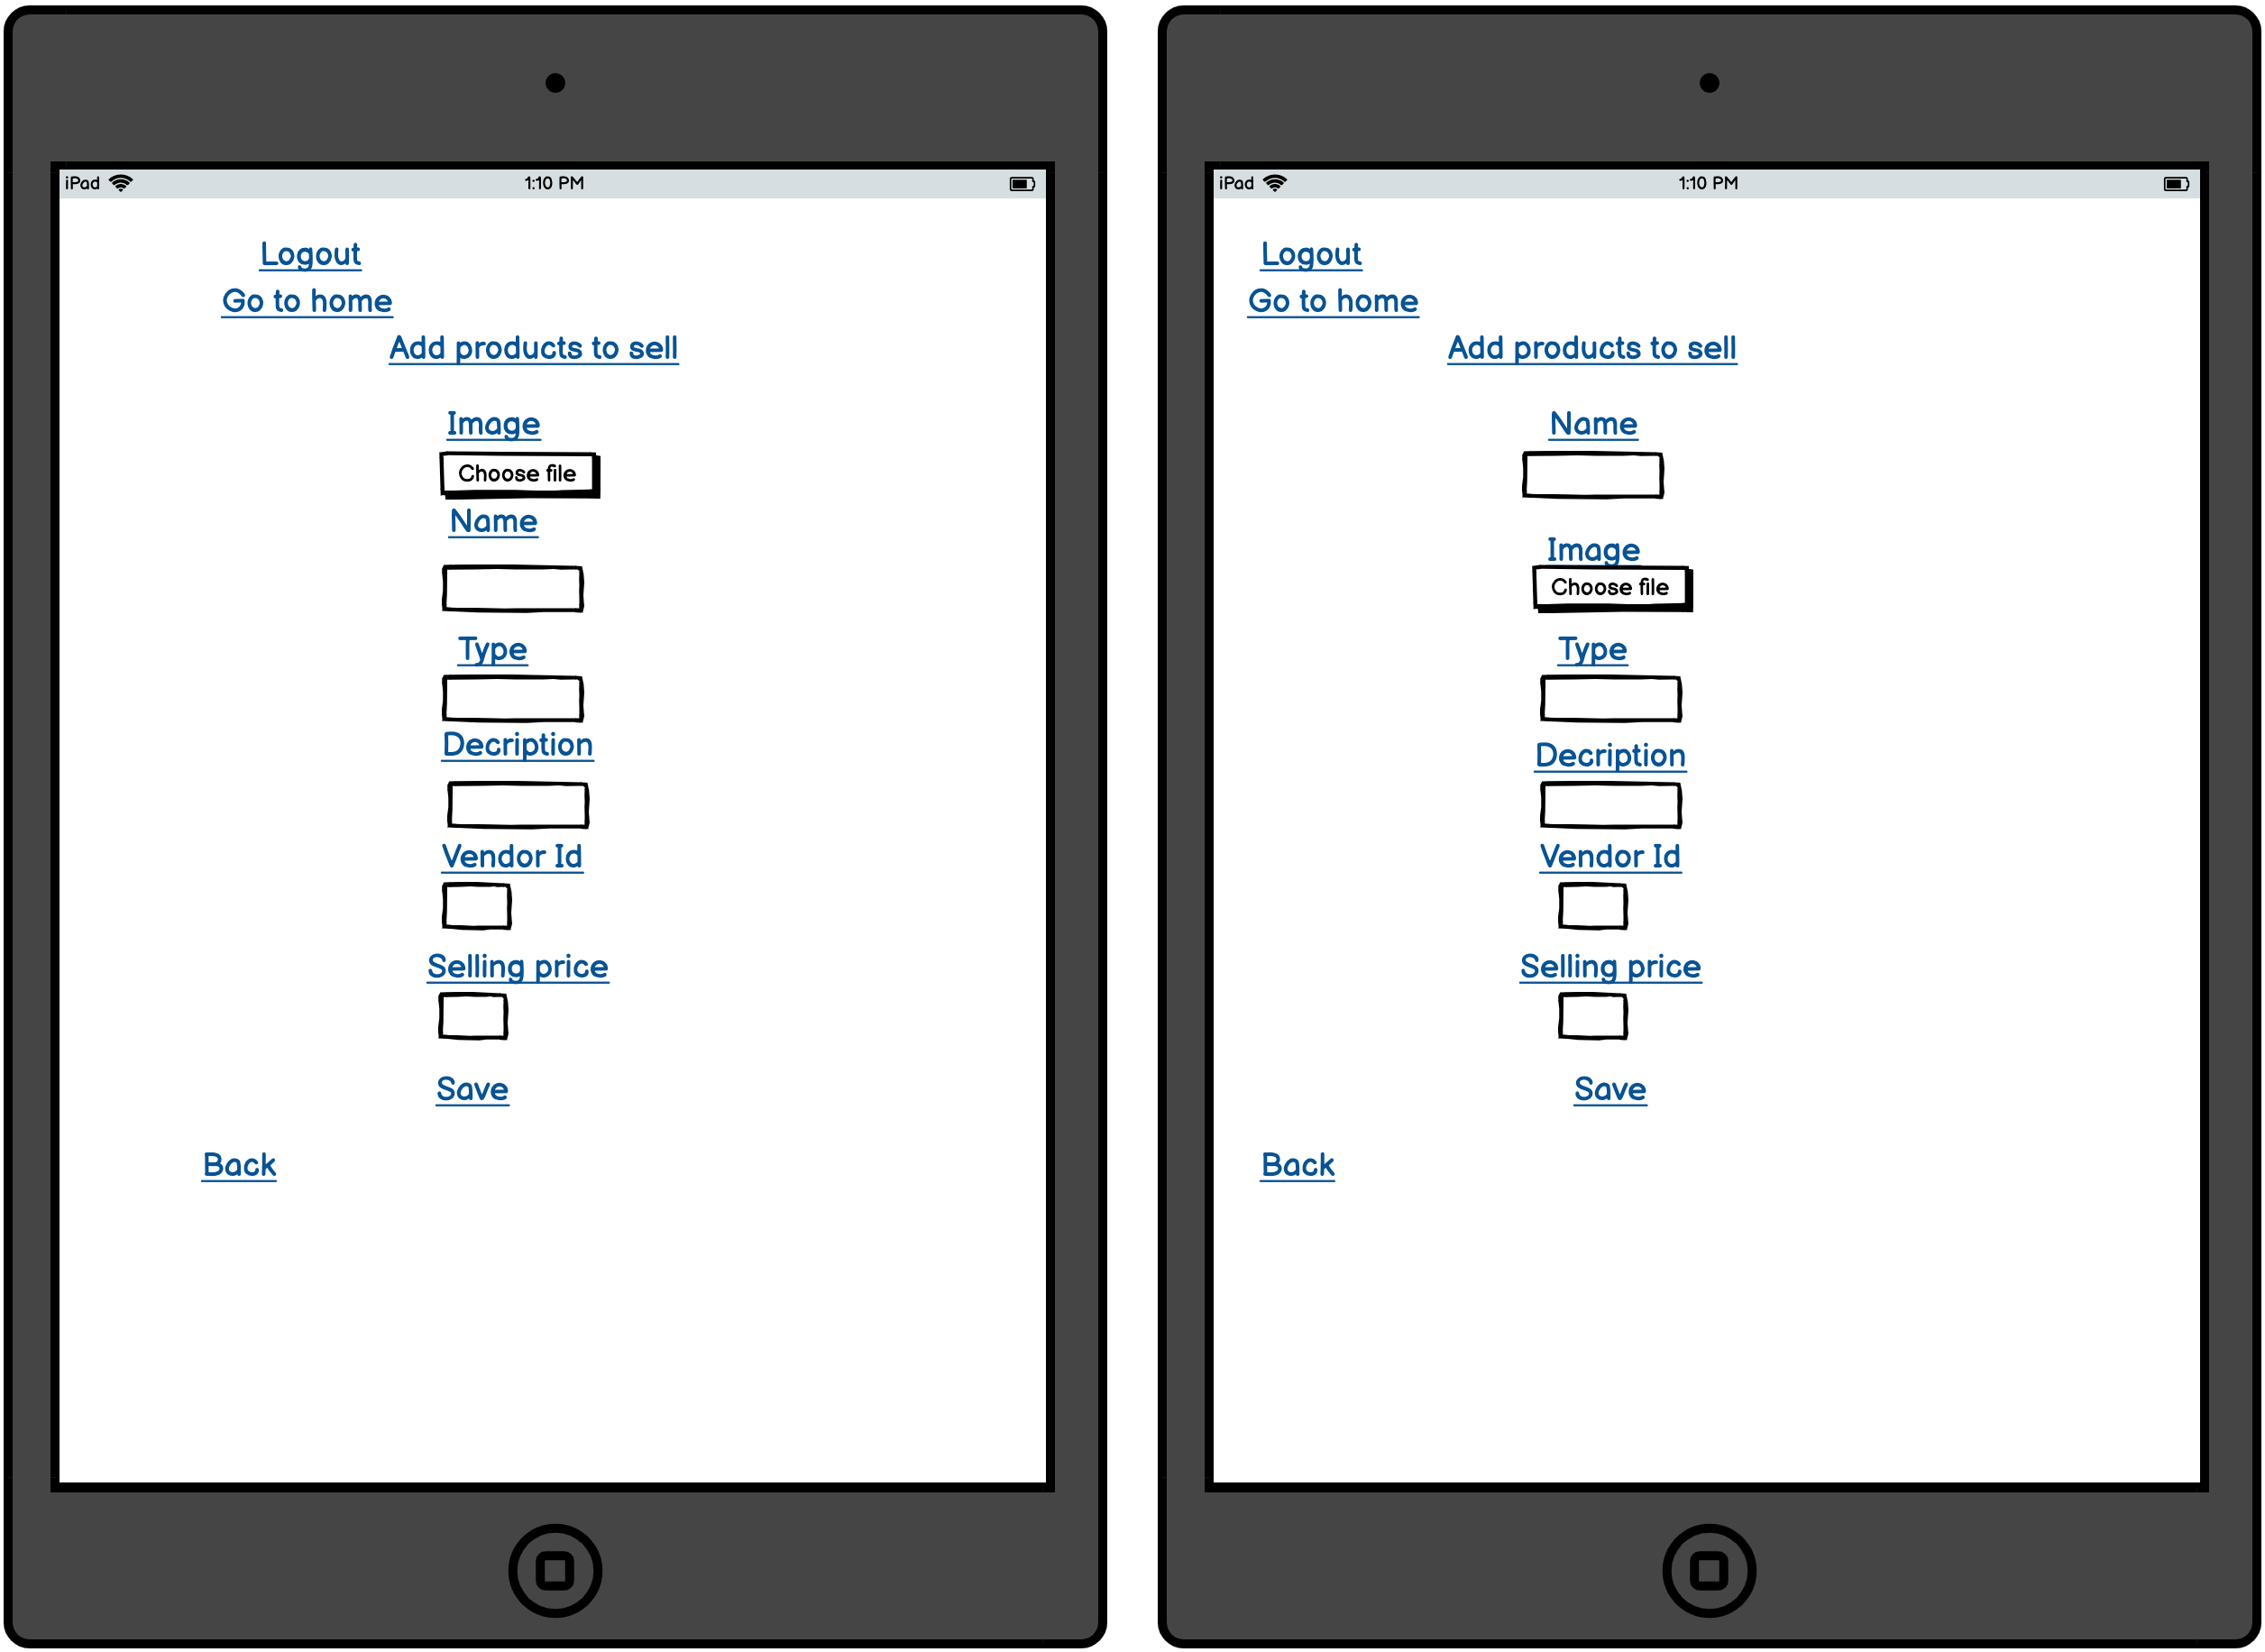 iPad 1:10 PM
Logout
Go to home
Add products to sell
Image
Choose file
Name
Type
Decription
Vendor Id
Selling price
Save
Back
iPad 1:10 PM
Logout
Go to home
Add products to sell
Name
Image
Choose file
Type
Decription
Vendor Id
Selling price
Save
Back